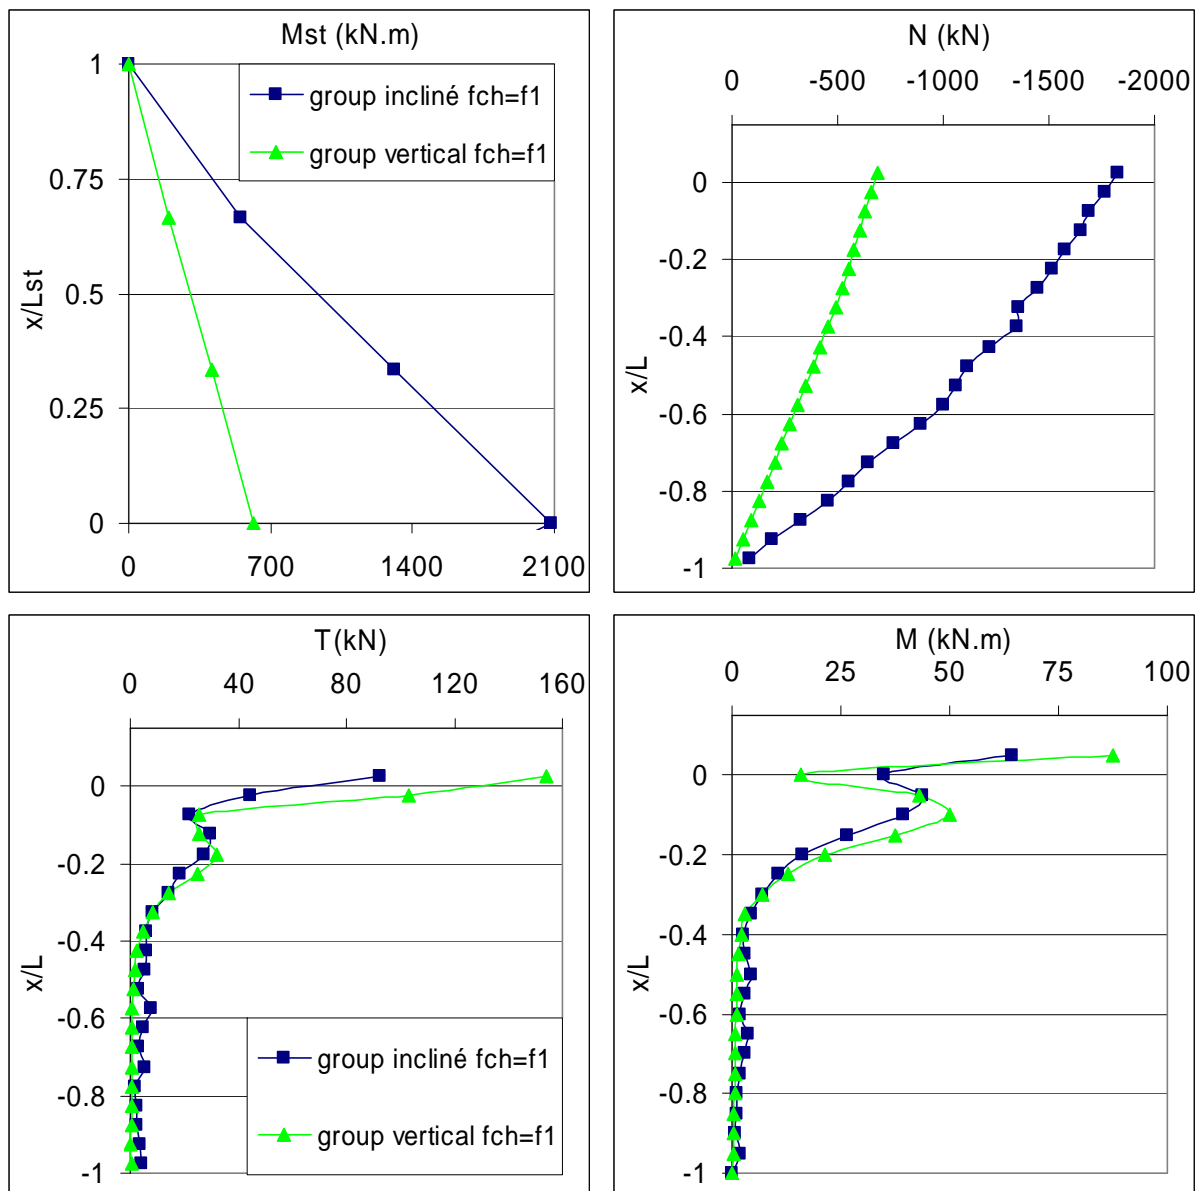 Mst (kN.m)
1
0.75
0.5
0.25
0
x/Lst
group incliné fch=f1
group vertical fch=f1
0 700 1400 2100
N (kN)
0 -500 -1000 -1500 -2000
0
-0.2
-0.4
-0.6
-0.8
-1
x/L
T(kN)
0 40 80 120 160
0
-0.2
-0.4
-0.6
-0.8
-1
x/L
group incliné fch=f1
group vertical fch=f1
M (kN.m)
0 25 50 75 100
0
-0.2
-0.4
-0.6
-0.8
-1
x/L